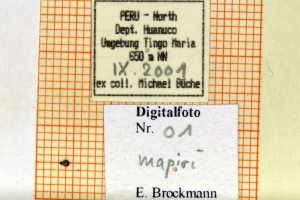 PERU - North
Dept. Huanuco
Umgebung Tingo Maria
650 m NN
IX. 2001
ex coll. Michael Büche
Digitalfoto
Nr. 01
mapiri
E. Brockmann